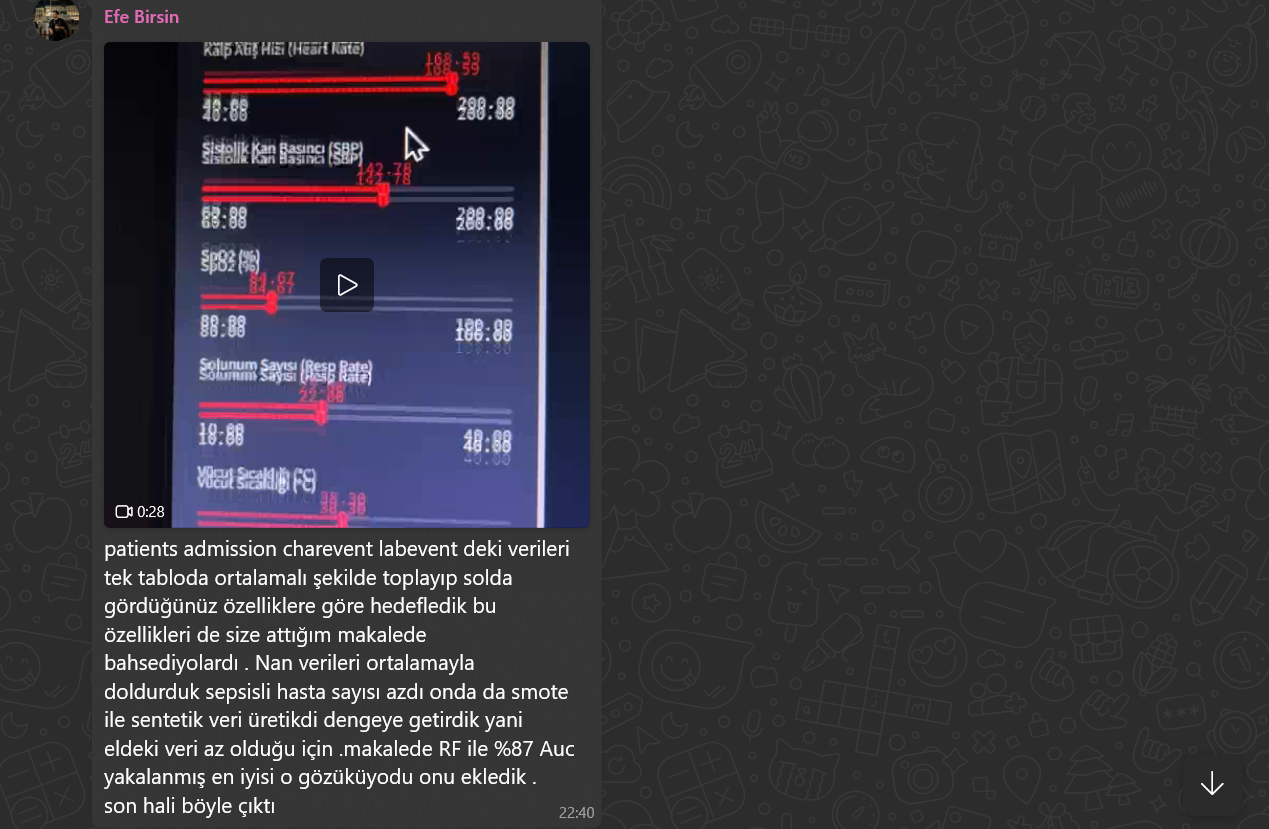 Efe Birsin
Kalp Atış Hızı (Heart Rate)
168.59
40.00
200.00
Sistolik Kan Basıncı (SBP)
142.78
200.00
SpO2 (%)
84.67
80.00
100.00
Solunum Sayısı (Resp Rate)
22.00
10.00
40.00
Vücut Sıcaklığı (°C)
38.30
0:28
patients admission charevent labevent deki verileri
tek tabloda ortalamalı şekilde toplayıp solda
gördüğünüz özelliklere göre hedefledik bu
özellikleri de size attığım makalede
bahsediyolardı . Nan verileri ortalamayla
doldurduk sepsisli hasta sayısı azdı onda da smote
ile sentetik veri üretikdi dengeye getirdik yani
eldeki veri az olduğu için .makalede RF ile %87 Auc
yakalanmış en iyisi o gözüküyodu onu ekledik .
son hali böyle çıktı
22:40